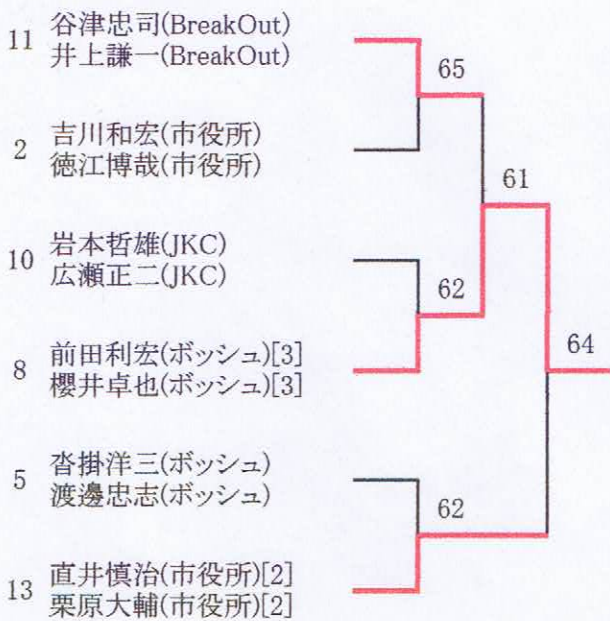 谷津忠司(BreakOut)
11
井上謙一(BreakOut)
65
吉川和宏(市役所)
2
徳江博哉(市役所)
61
岩本哲雄(JKC)
10
広瀬正二(JKC)
62
前田利宏(ボッシュ)[3]
8
櫻井卓也(ボッシュ)[3]
64
沓掛洋三(ボッシュ)
5
渡邊忠志(ボッシュ)
62
直井慎治(市役所)[2]
13
栗原大輔(市役所)[2]